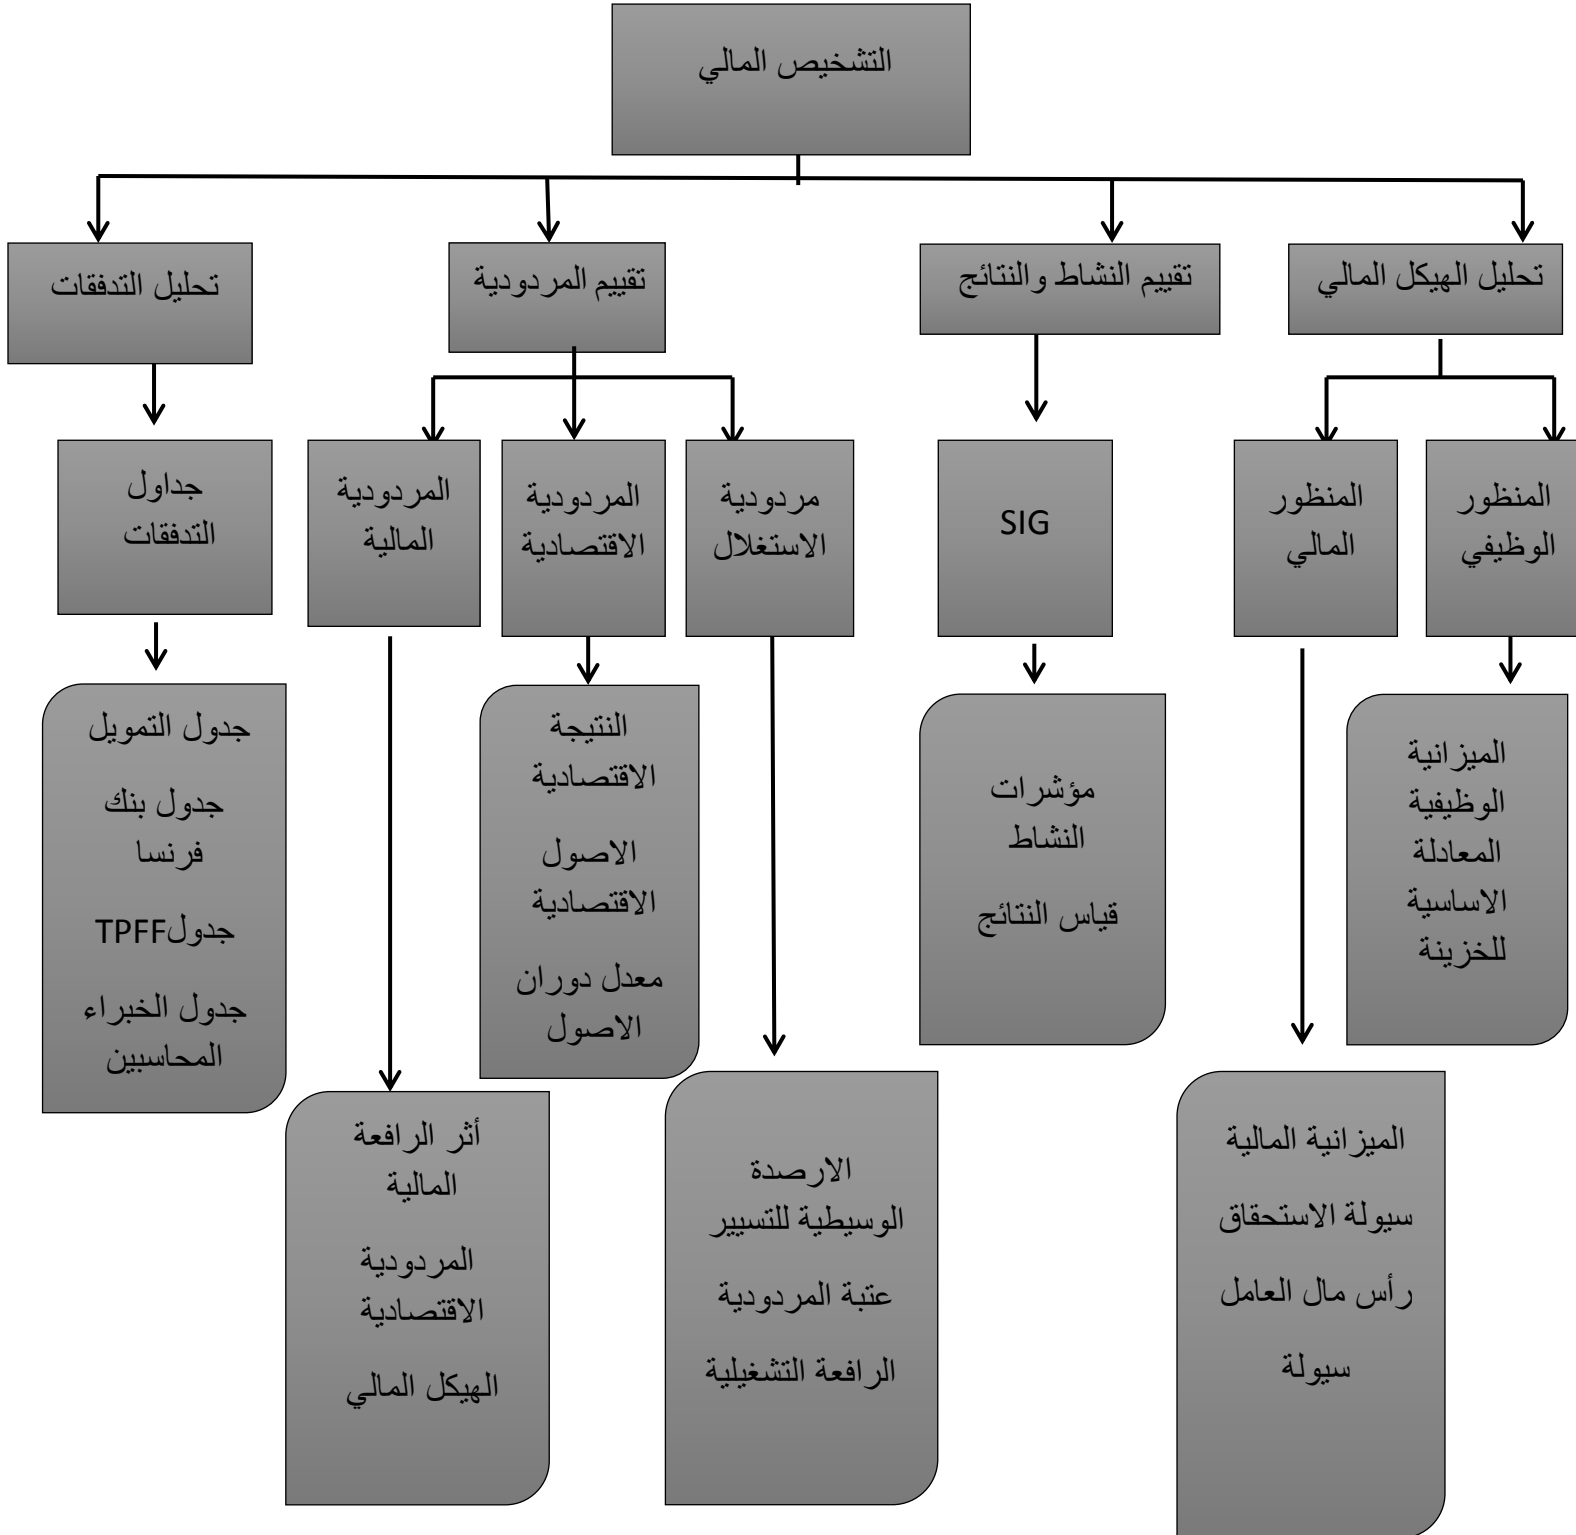 التشخيص المالي
تحليل الهيكل المالي
تقييم النشاط والنتائج
تقييم المردودية
تحليل التدفقات
المنظور
الوظيفي
المنظور
المالي
SIG
مردودية
الاستغلال
المردودية
الاقتصادية
المردودية
المالية
جداول
التدفقات
الميزانية
الوظيفية
المعادلة
الاساسية
للخزينة
مؤشرات
النشاط
قياس النتائج
النتيجة
الاقتصادية
الاصول
الاقتصادية
معدل دوران
الاصول
جدول التمويل
جدول بنك
فرنسا
جدولTPFF
جدول الخبراء
المحاسبين
الميزانية المالية
سيولة الاستحقاق
رأس مال العامل
سيولة
الارصدة
الوسيطية للتسيير
عتبة المردودية
الرافعة التشغيلية
أثر الرافعة
المالية
المردودية
الاقتصادية
الهيكل المالي